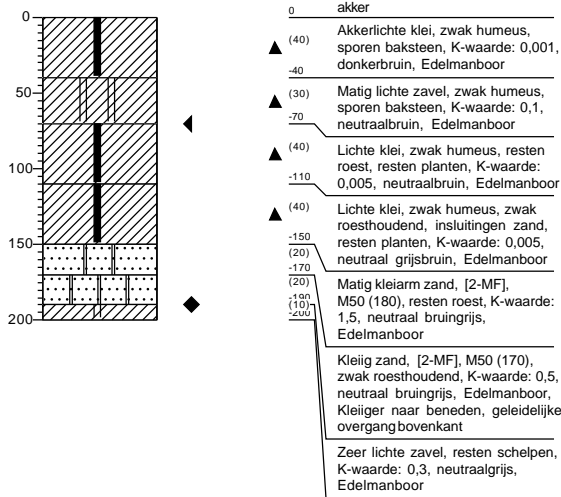 0
50
100
150
200
0
akker
(40)
-40
Akkerlichte klei, zwak humeus,
sporen baksteen, K-waarde: 0,001,
donkerbruin, Edelmanboor
(30)
-70
Matig lichte zavel, zwak humeus,
sporen baksteen, K-waarde: 0,1,
neutraalbruin, Edelmanboor
(40)
-110
Lichte klei, zwak humeus, resten
roest, resten planten, K-waarde:
0,005, neutraalbruin, Edelmanboor
(40)
-150
Lichte klei, zwak humeus, zwak
roesthoudend, insluitingen zand,
resten planten, K-waarde: 0,005,
neutraal grijsbruin, Edelmanboor
(20)
-170
Matig kleiarm zand, [2-MF],
M50 (180), resten roest, K-waarde:
1,5, neutraal bruingrijs,
Edelmanboor
(20)
-190
Kleiig zand, [2-MF], M50 (170),
zwak roesthoudend, K-waarde: 0,5,
neutraal bruingrijs, Edelmanboor,
Kleiiger naar beneden, geleidelijke
overgang bovenkant
(10)
-200
Zeer lichte zavel, resten schelpen,
K-waarde: 0,3, neutraalgrijs,
Edelmanboor